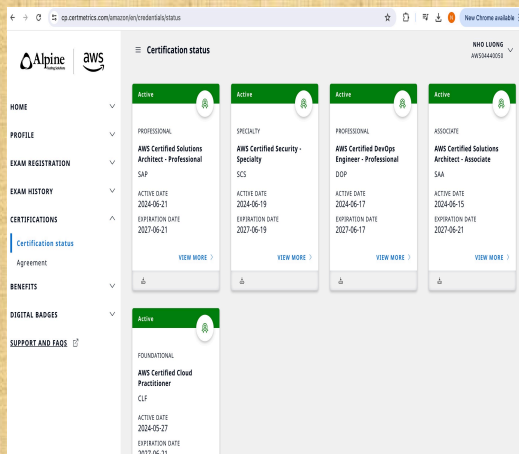 cp.certmetrics.com/amazon/en/credentials/status
New Chrome available
Alpine
aws
Certification status
NHO LUONG
AWS04440050
HOME
PROFILE
EXAM REGISTRATION
EXAM HISTORY
CERTIFICATIONS
Certification status
Agreement
BENEFITS
DIGITAL BADGES
SUPPORT AND FAQS
Active
PROFESSIONAL
AWS Certified Solutions
Architect - Professional
SAP
ACTIVE DATE
2024-06-21
EXPIRATION DATE
2027-06-21
VIEW MORE
Active
SPECIALTY
AWS Certified Security -
Specialty
SCS
ACTIVE DATE
2024-06-19
EXPIRATION DATE
2027-06-19
VIEW MORE
Active
PROFESSIONAL
AWS Certified DevOps
Engineer - Professional
DOP
ACTIVE DATE
2024-06-17
EXPIRATION DATE
2027-06-17
VIEW MORE
Active
ASSOCIATE
AWS Certified Solutions
Architect - Associate
SAA
ACTIVE DATE
2024-06-15
EXPIRATION DATE
2027-06-21
VIEW MORE
Active
FOUNDATIONAL
AWS Certified Cloud
Practitioner
CLF
ACTIVE DATE
2024-05-27
EXPIRATION DATE
2027-06-21